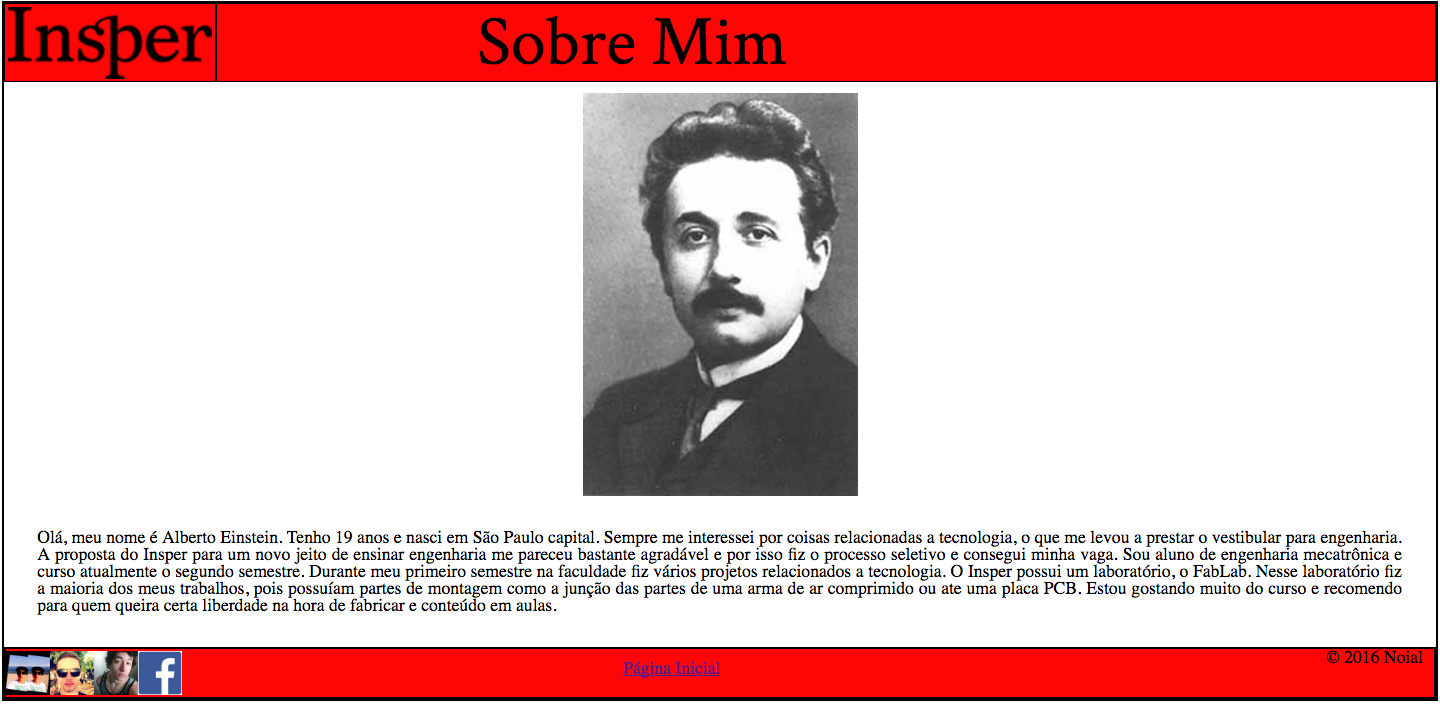 Insper
Sobre Mim
Olá, meu nome é Alberto Einstein. Tenho 19 anos e nasci em São Paulo capital. Sempre me interessei por coisas relacionadas a tecnologia, o que me levou a prestar o vestibular para engenharia.
A proposta do Insper para um novo jeito de ensinar engenharia me pareceu bastante agradável e por isso fiz o processo seletivo e consegui minha vaga. Sou aluno de engenharia mecatrônica e
curso atualmente o segundo semestre. Durante meu primeiro semestre na faculdade fiz vários projetos relacionados a tecnologia. O Insper possui um laboratório, o FabLab. Nesse laboratório fiz
a maioria dos meus trabalhos, pois possuíam partes de montagem como a junção das partes de uma arma de ar comprimido ou ate uma placa PCB. Estou gostando muito do curso e recomendo
para quem queira certa liberdade na hora de fabricar e conteúdo em aulas.
f
Página Inicial
© 2016 Noial